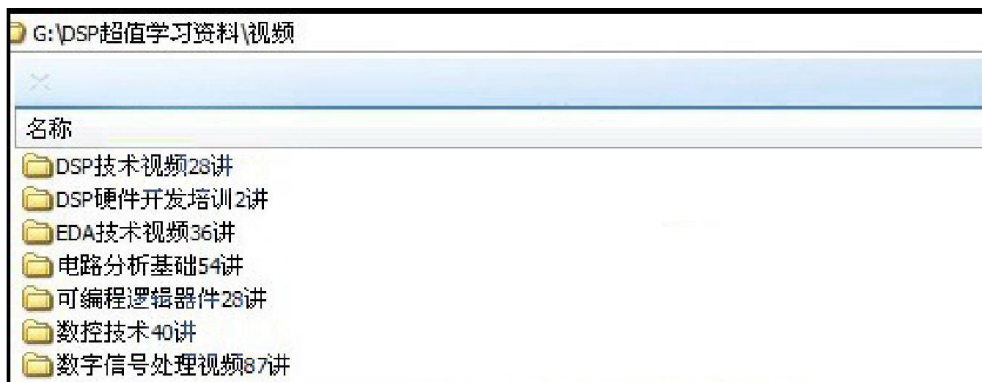 G:\DSP超值学习资料\视频
名称
DSP技术视频28讲
DSP硬件开发培训2讲
EDA技术视频36讲
电路分析基础54讲
可编程逻辑器件28讲
数控技术40讲
数字信号处理视频87讲